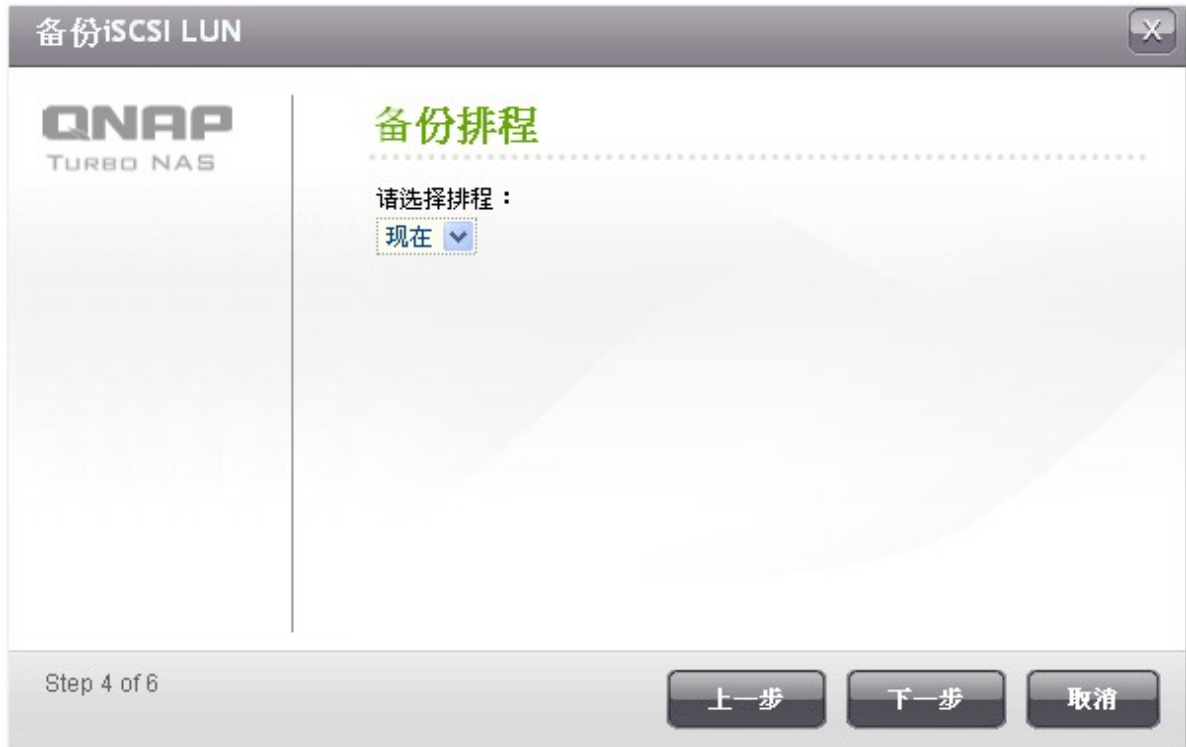 备份iSCSI LUN
X
QNAP
TURBO NAS
备份排程
请选择排程：
现在
Step 4 of 6
上一步
下一步
取消